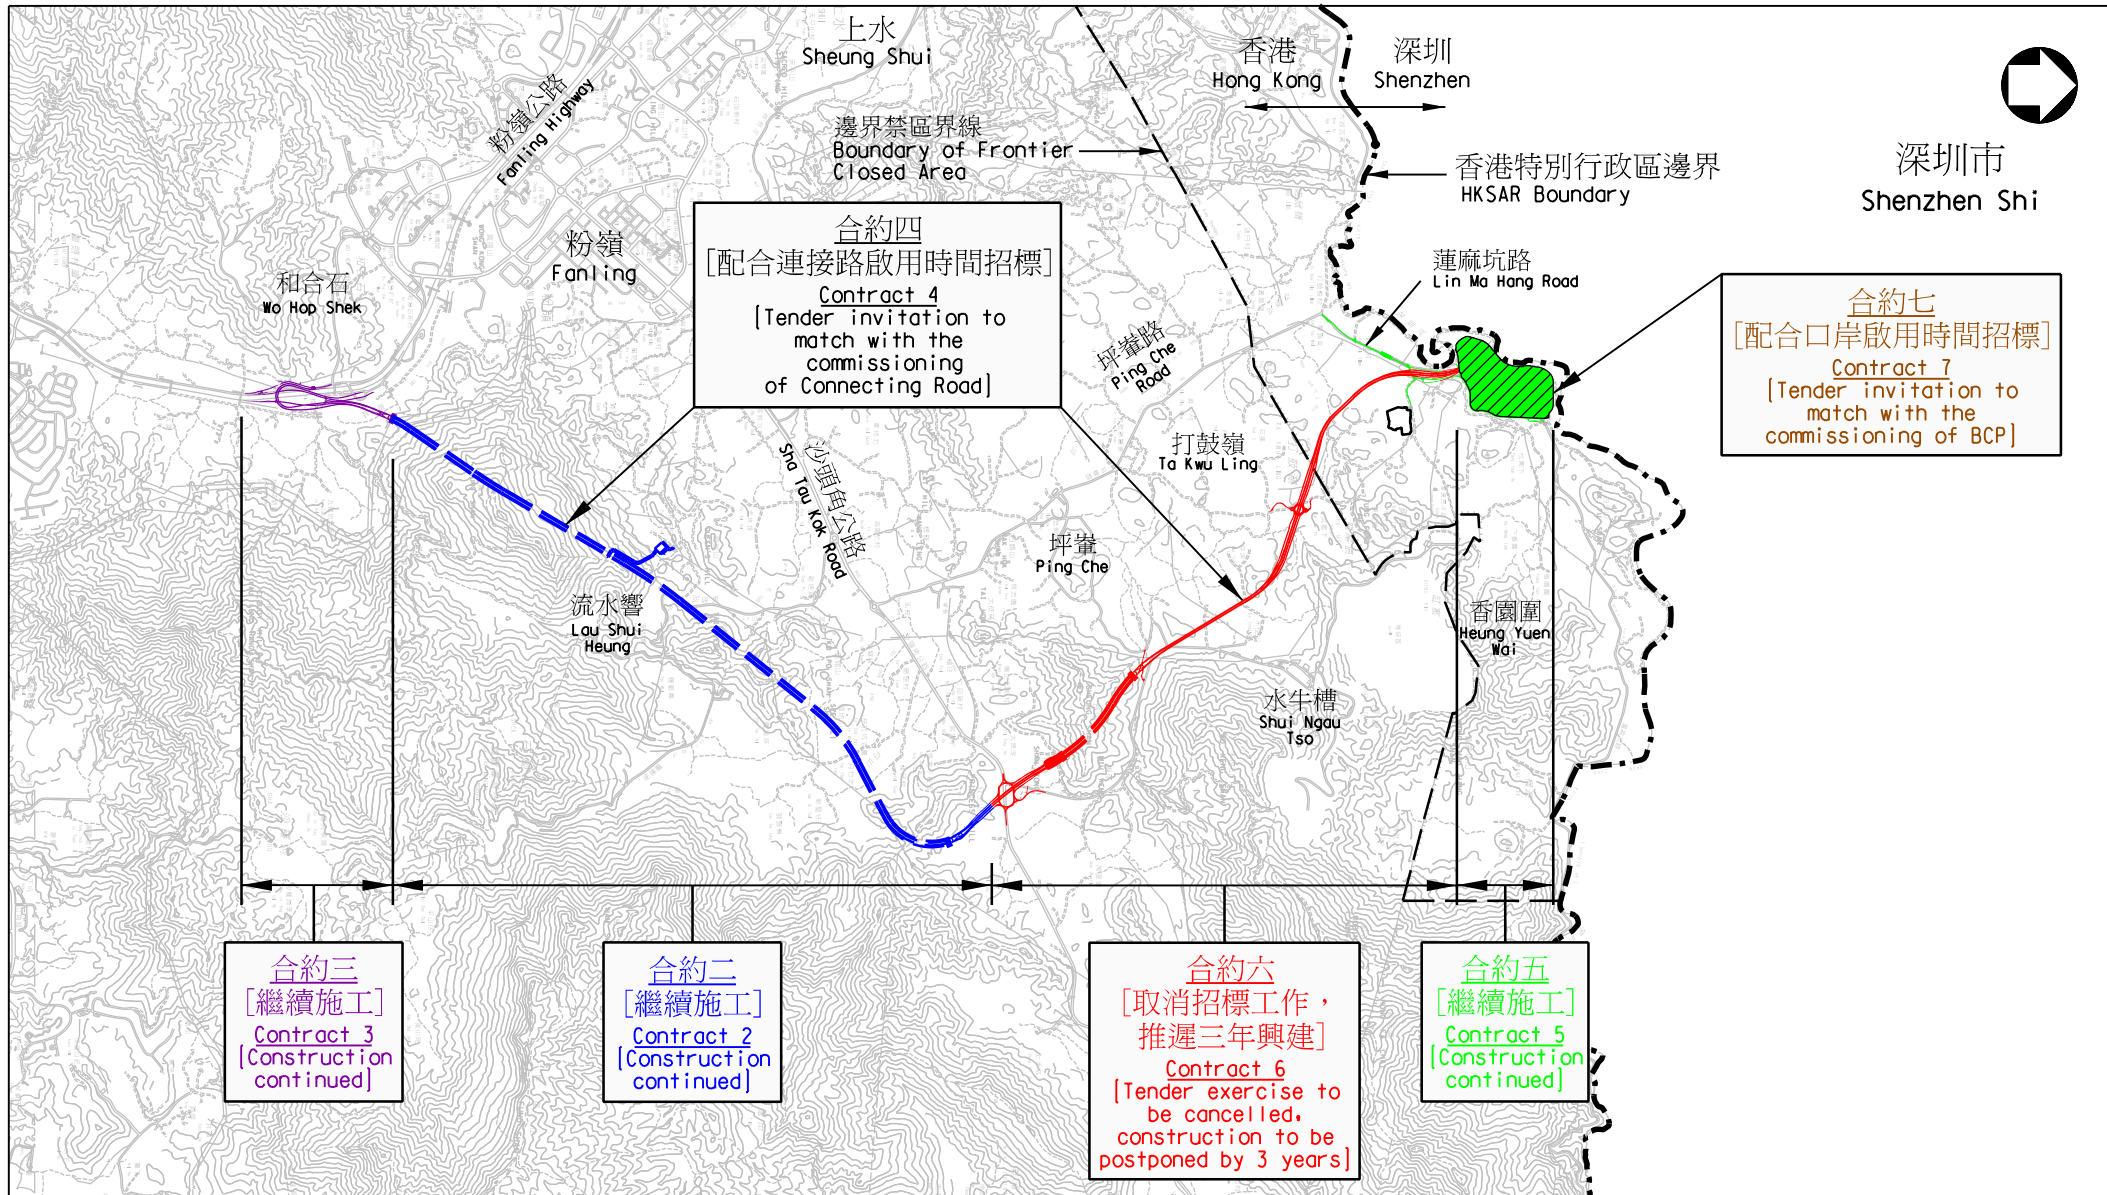 上水
Sheung Shui
香港
Hong Kong
深圳
Shenzhen
粉嶺公路
Fanling Highway
邊界禁區界線
Boundary of Frontier
Closed Area
香港特別行政區邊界
HKSAR Boundary
深圳市
Shenzhen Shi
合約四
[配合連接路啟用時間招標]
Contract 4
[Tender invitation to
match with the
commissioning
of Connecting Road]
粉嶺
Fanling
和合石
Wo Hop Shek
蓮麻坑路
Lin Ma Hang Road
合約七
[配合口岸啟用時間招標]
Contract 7
[Tender invitation to
match with the
commissioning of BCP]
坪輋路
Ping Che
Road
打鼓嶺
Ta Kwu Ling
沙頭角公路
Sha Tau Kok Road
坪輋
Ping Che
流水響
Lau Shui
Heung
香園圍
Heung Yuen
Wai
水牛槽
Shui Ngau
Tso
合約三
[繼續施工]
Contract 3
[Construction
continued]
合約二
[繼續施工]
Contract 2
[Construction
continued]
合約六
[取消招標工作，
推遲三年興建]
Contract 6
[Tender exercise to
be cancelled,
construction to be
postponed by 3 years]
合約五
[繼續施工]
Contract 5
[Construction
continued]